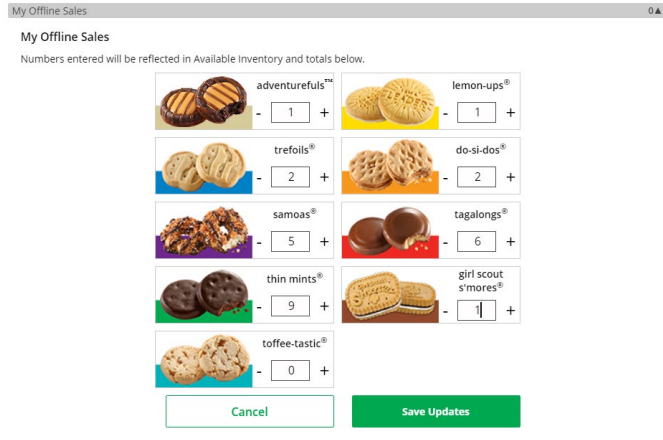 My Offline Sales
0▲
My Offline Sales
Numbers entered will be reflected in Available Inventory and totals below.
adventurefuls™
- 1 +
lemon-ups®
- 1 +
trefoils®
- 2 +
do-si-dos®
- 2 +
samoas®
- 5 +
tagalongs®
- 6 +
thin mints®
- 9 +
girl scout
s'mores®
- 1 +
toffee-tastic®
- 0 +
Cancel
Save Updates